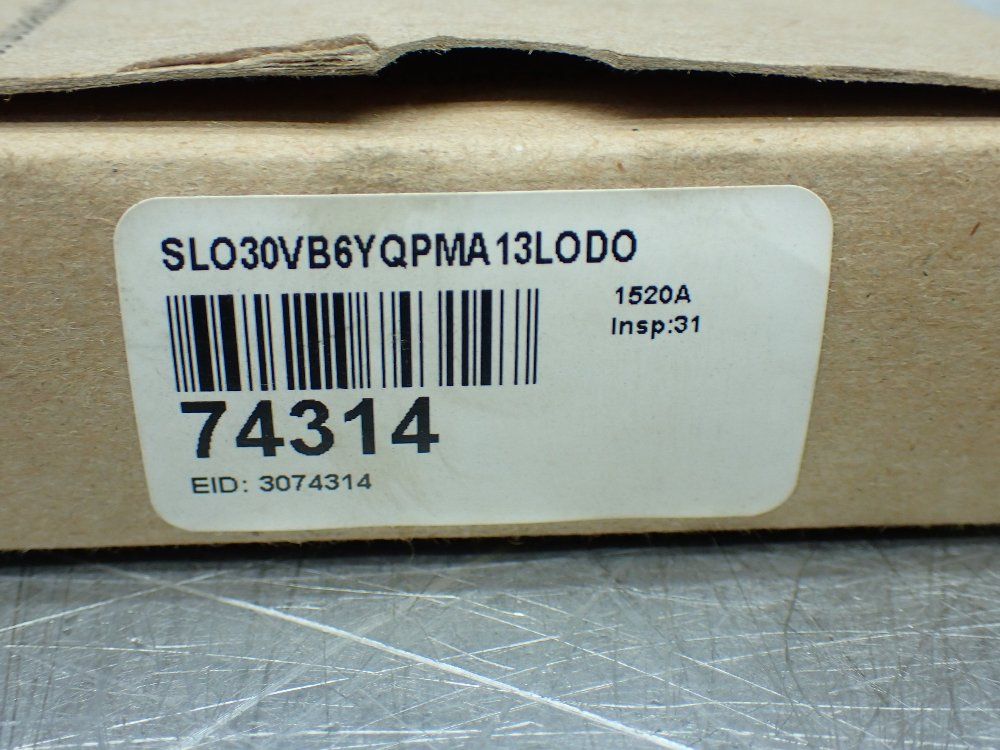 SLO30VB6YQPMA13LODO
1520A
Insp:31
74314
EID: 3074314